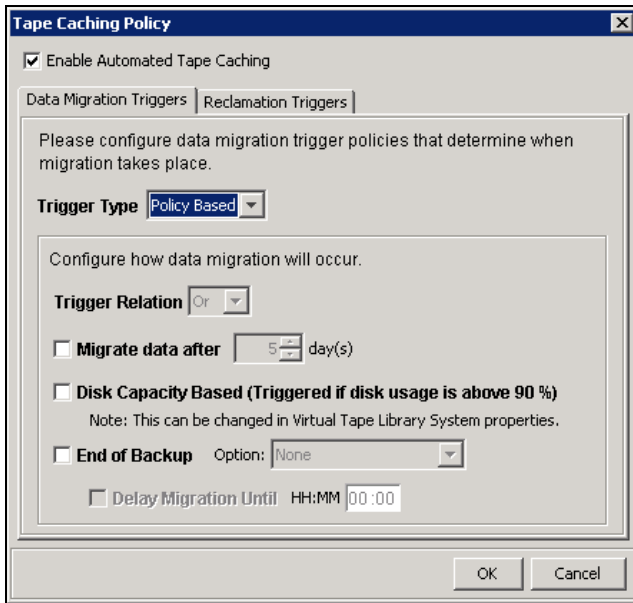 Tape Caching Policy
Enable Automated Tape Caching
Data Migration Triggers Reclamation Triggers
Please configure data migration trigger policies that determine when
migration takes place.
Trigger Type Policy Based
Configure how data migration will occur.
Trigger Relation Or
Migrate data after 5 day(s)
Disk Capacity Based (Triggered if disk usage is above 90 %)
Note: This can be changed in Virtual Tape Library System properties.
End of Backup Option: None
Delay Migration Until HH:MM 00:00
OK Cancel